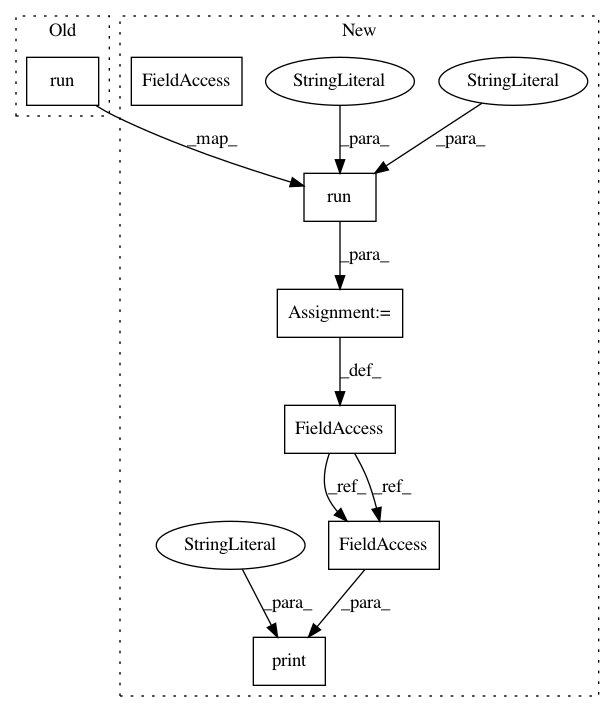 Old
New
run
FieldAccess
StringLiteral
StringLiteral
_map_
_para_
_para_
run
_para_
Assignment:=
_def_
FieldAccess
_ref_
_ref_
StringLiteral
FieldAccess
_para_
_para_
print